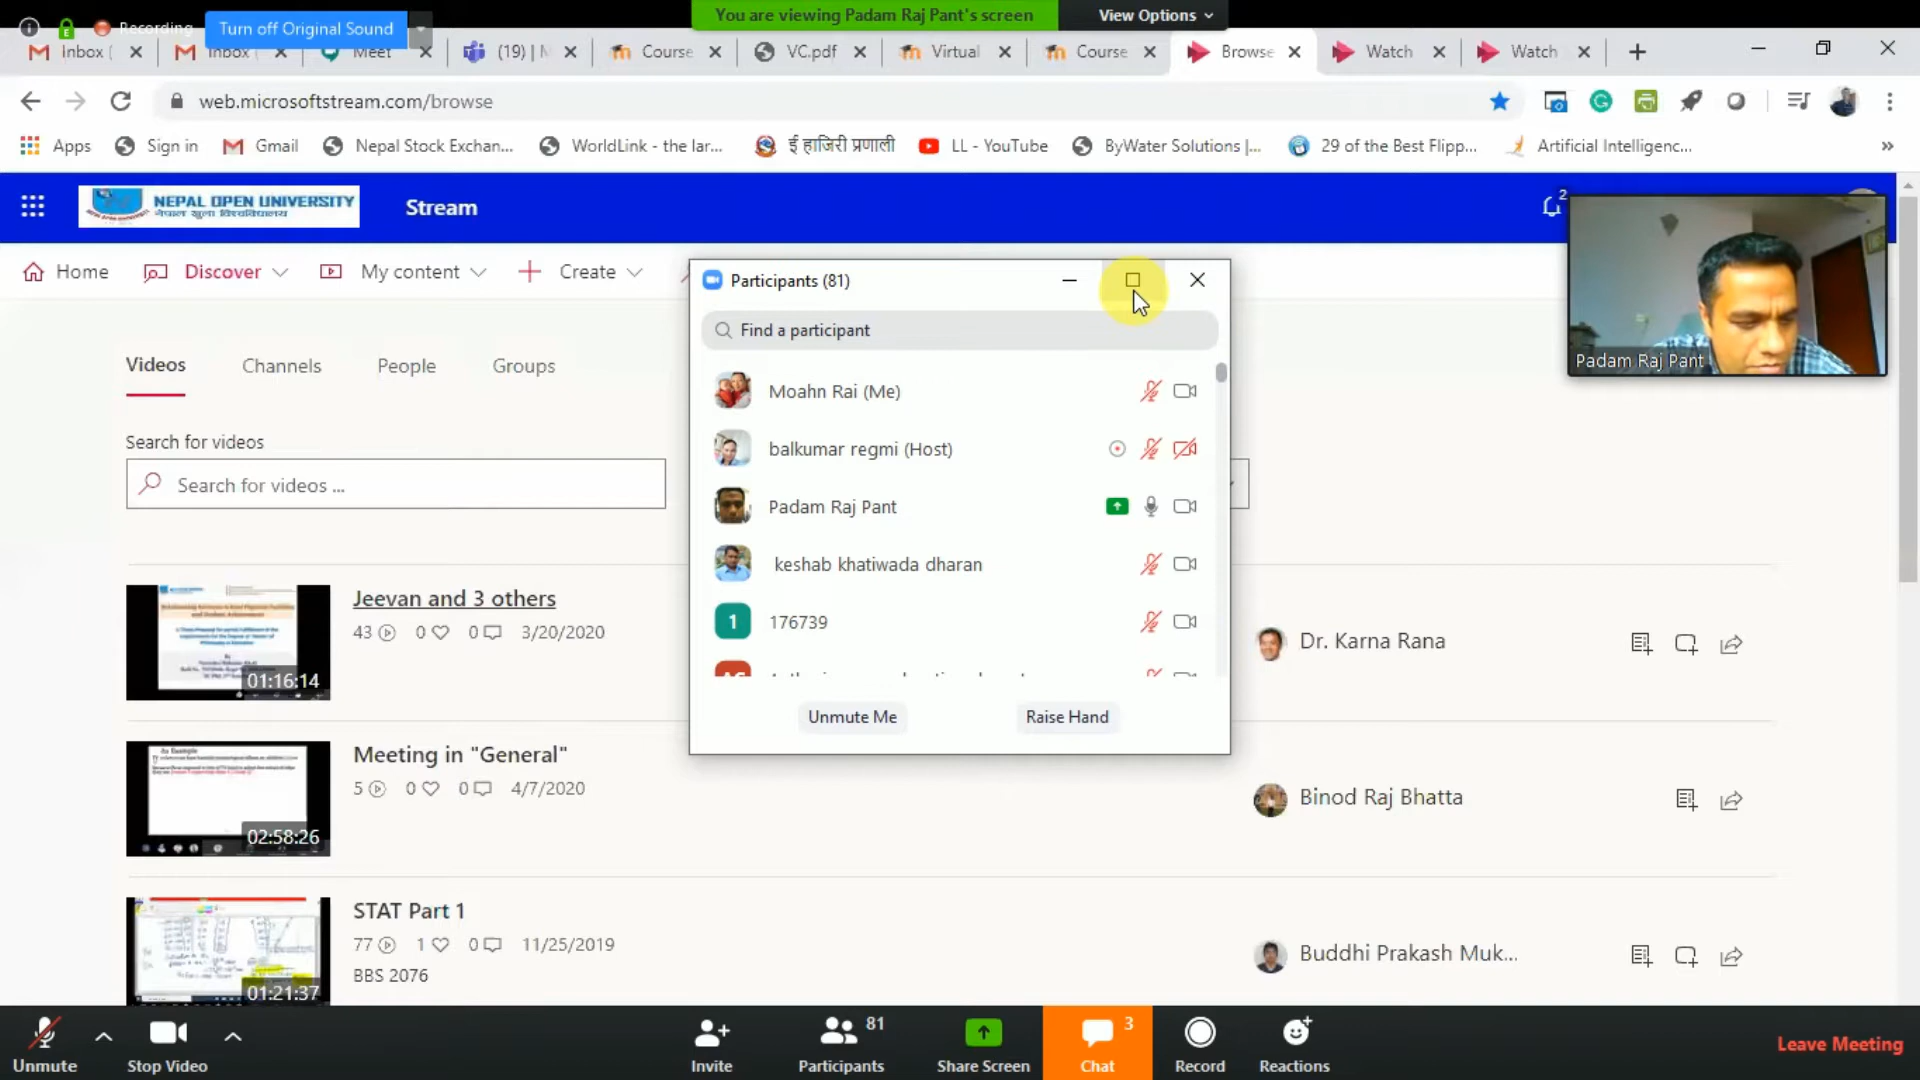 Recording
Turn off Original Sound
You are viewing Padam Raj Pant's screen
View Options
Inbox (
Inbox (
Meet
(19) | M
Course
VC.pdf
Virtual
Course
Browse
Watch
Watch
web.microsoftstream.com/browse
Apps
Sign in
Gmail
Nepal Stock Exchan...
WorldLink - the lar...
ई हाजिरी प्रणाली
LL - YouTube
ByWater Solutions |...
29 of the Best Flipp...
Artificial Intelligenc...
NEPAL OPEN UNIVERSITY
नेपाल खुला विश्वविद्यालय
Stream
2
Home
Discover
My content
Create
Padam Raj Pant
Participants (81)
Find a participant
Moahn Rai (Me)
balkumar regmi (Host)
Padam Raj Pant
keshab khatiwada dharan
1
176739
Unmute Me
Raise Hand
Videos
Channels
People
Groups
Search for videos
Search for videos ...
Jeevan and 3 others
43 0 0 3/20/2020
01:16:14
Dr. Karna Rana
Meeting in "General"
5 0 0 4/7/2020
02:58:26
Binod Raj Bhatta
STAT Part 1
77 1 0 11/25/2019
BBS 2076
01:21:37
Buddhi Prakash Muk...
Unmute
Stop Video
Invite
81
Participants
Share Screen
3
Chat
Record
Reactions
Leave Meeting